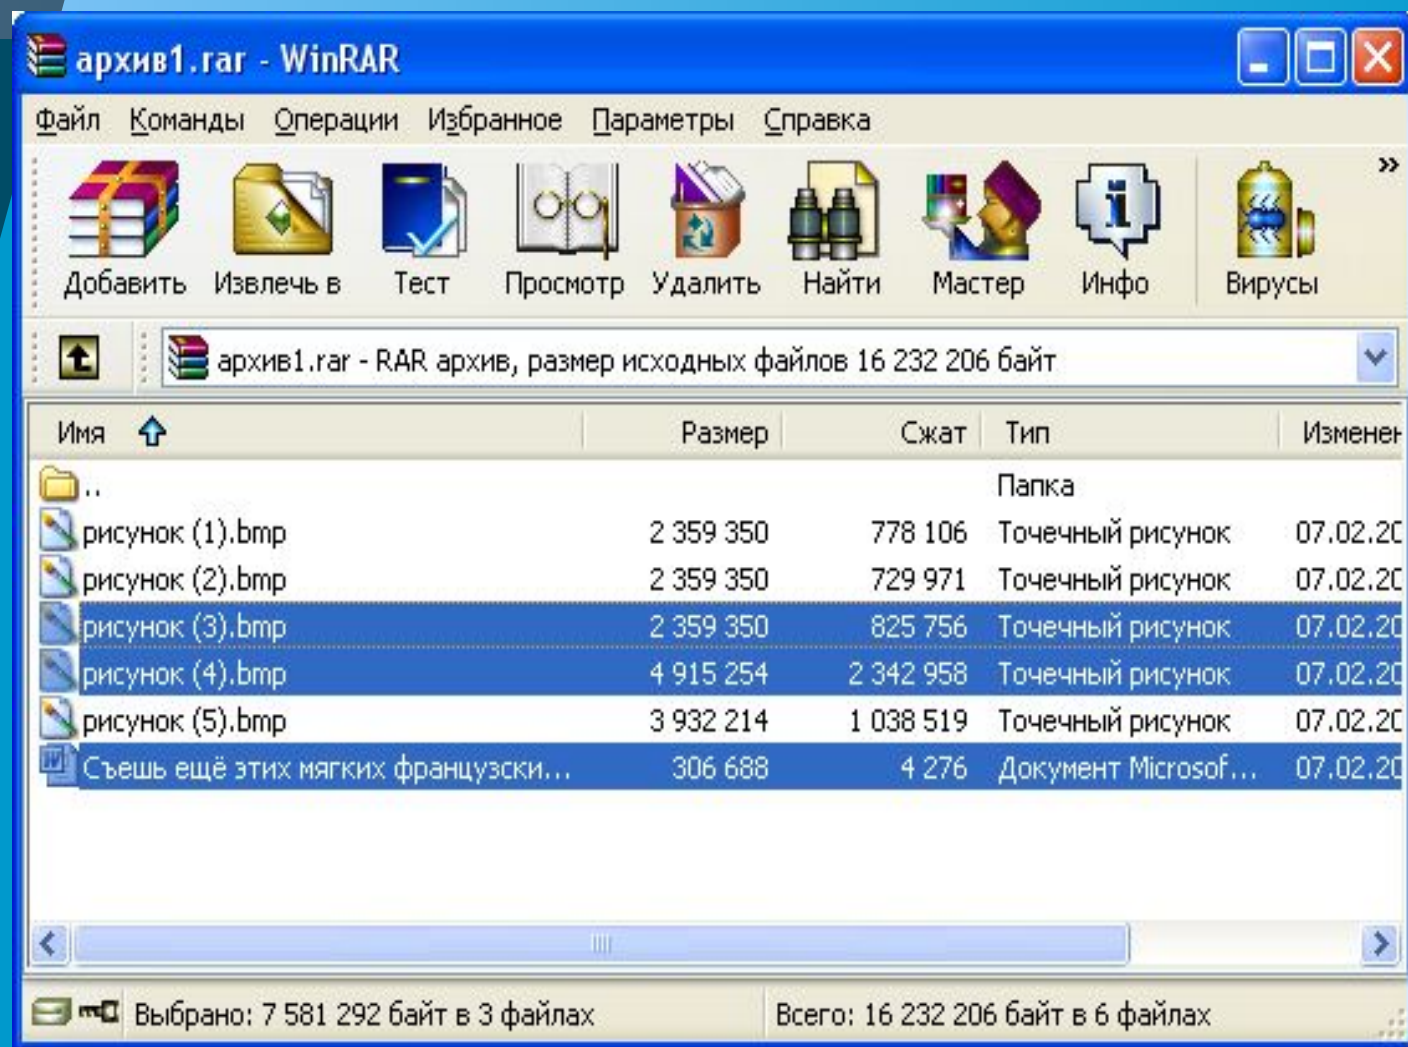 архив1.rar - WinRAR
Файл Команды Операции Избранное Параметры Справка
Добавить Извлечь в Тест Просмотр Удалить Найти Мастер Инфо Вирусы »
архив1.rar - RAR архив, размер исходных файлов 16 232 206 байт
Имя Размер Сжат Тип Изменен
.. Папка
рисунок (1).bmp 2 359 350 778 106 Точечный рисунок 07.02.20
рисунок (2).bmp 2 359 350 729 971 Точечный рисунок 07.02.20
рисунок (3).bmp 2 359 350 825 756 Точечный рисунок 07.02.20
рисунок (4).bmp 4 915 254 2 342 958 Точечный рисунок 07.02.20
рисунок (5).bmp 3 932 214 1 038 519 Точечный рисунок 07.02.20
Съешь ещё этих мягких французски... 306 688 4 276 Документ Microsof... 07.02.20
Выбрано: 7 581 292 байт в 3 файлах Всего: 16 232 206 байт в 6 файлах